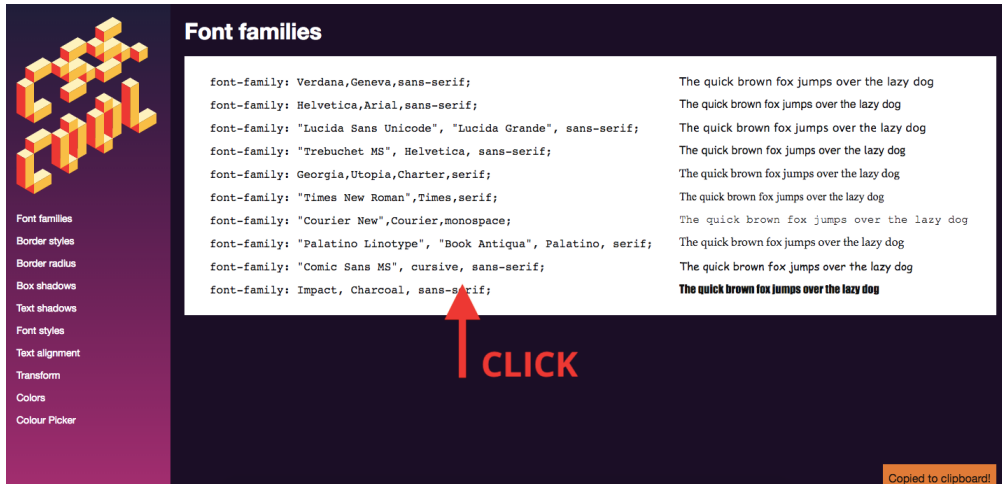 CSS
COOL
Font families
Border styles
Border radius
Box shadows
Text shadows
Font styles
Text alignment
Transform
Colors
Colour Picker
Font families
font-family: Verdana,Geneva,sans-serif; The quick brown fox jumps over the lazy dog
font-family: Helvetica,Arial,sans-serif; The quick brown fox jumps over the lazy dog
font-family: "Lucida Sans Unicode", "Lucida Grande", sans-serif; The quick brown fox jumps over the lazy dog
font-family: "Trebuchet MS", Helvetica, sans-serif; The quick brown fox jumps over the lazy dog
font-family: Georgia,Utopia,Charter,serif; The quick brown fox jumps over the lazy dog
font-family: "Times New Roman",Times,serif; The quick brown fox jumps over the lazy dog
font-family: "Courier New",Courier,monospace; The quick brown fox jumps over the lazy dog
font-family: "Palatino Linotype", "Book Antiqua", Palatino, serif; The quick brown fox jumps over the lazy dog
font-family: "Comic Sans MS", cursive, sans-serif; The quick brown fox jumps over the lazy dog
font-family: Impact, Charcoal, sans-serif; The quick brown fox jumps over the lazy dog
CLICK
Copied to clipboard!